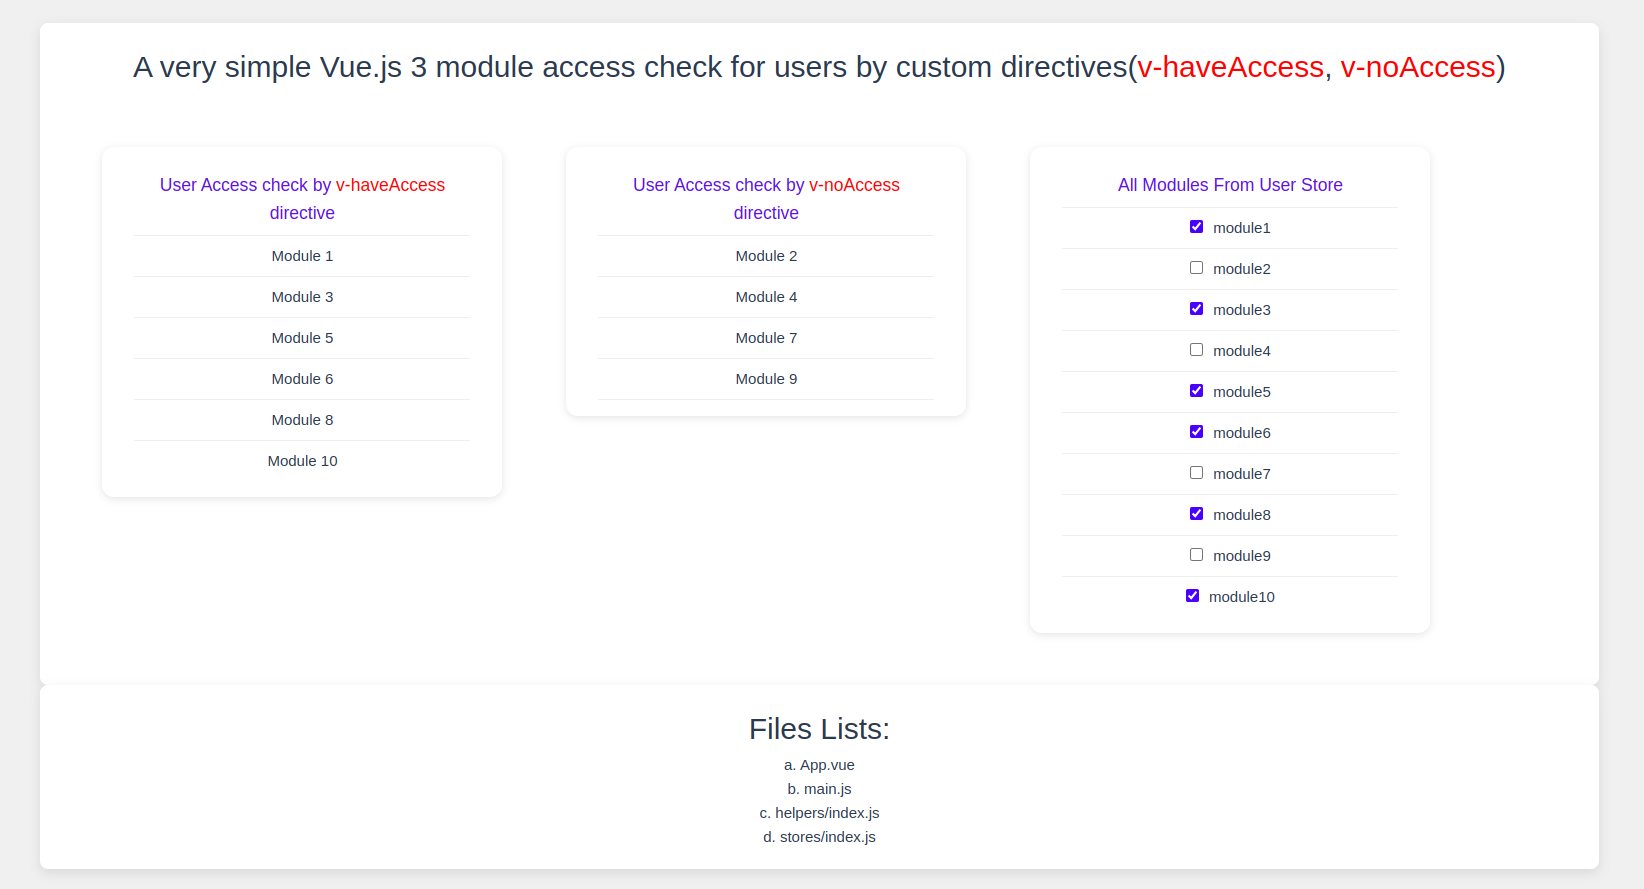 A very simple Vue.js 3 module access check for users by custom directives(v-haveAccess, v-noAccess)
User Access check by v-haveAccess
directive
Module 1
Module 3
Module 5
Module 6
Module 8
Module 10
User Access check by v-noAccess
directive
Module 2
Module 4
Module 7
Module 9
All Modules From User Store
module1
module2
module3
module4
module5
module6
module7
module8
module9
module10
Files Lists:
a. App.vue
b. main.js
c. helpers/index.js
d. stores/index.js